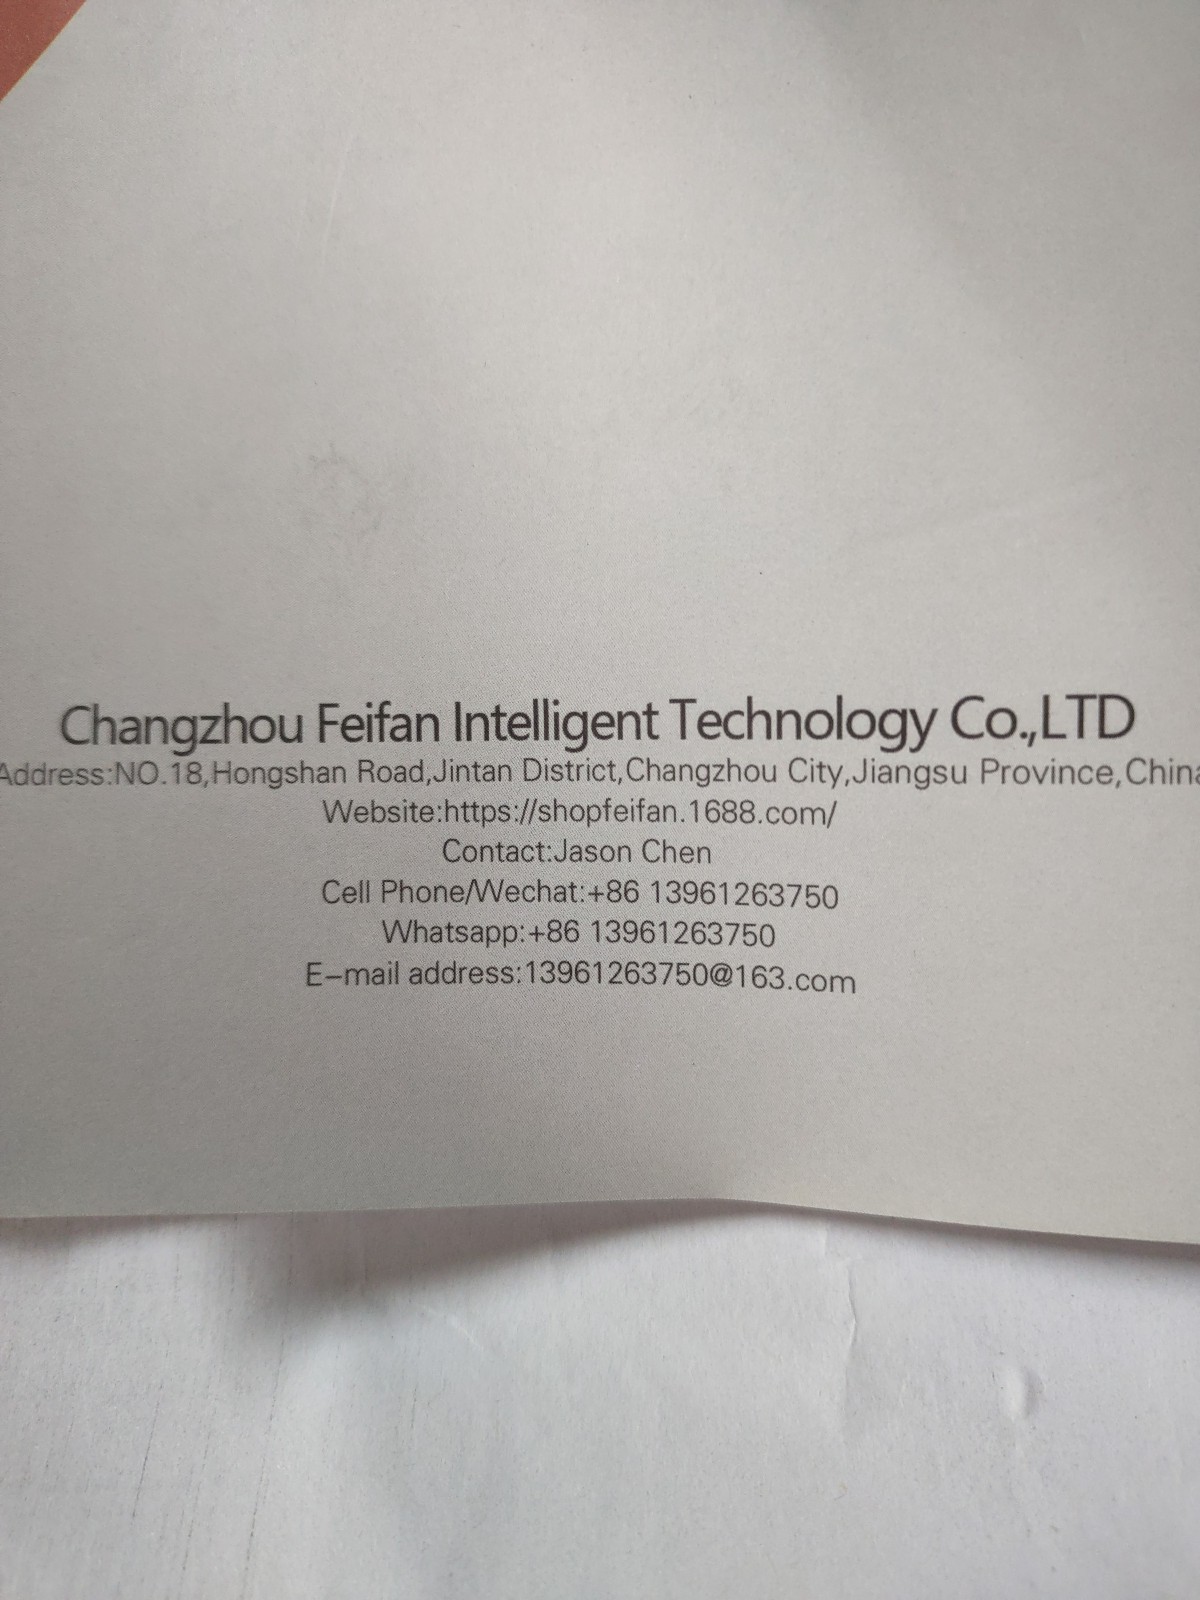 Changzhou Feifan Intelligent Technology Co.,LTD
Address:NO.18,Hongshan Road,Jintan District,Changzhou City,Jiangsu Province,China
Website:https://shopfeifan.1688.com/
Contact:Jason Chen
Cell Phone/Wechat:+86 13961263750
Whatsapp:+86 13961263750
E-mail address:13961263750@163.com